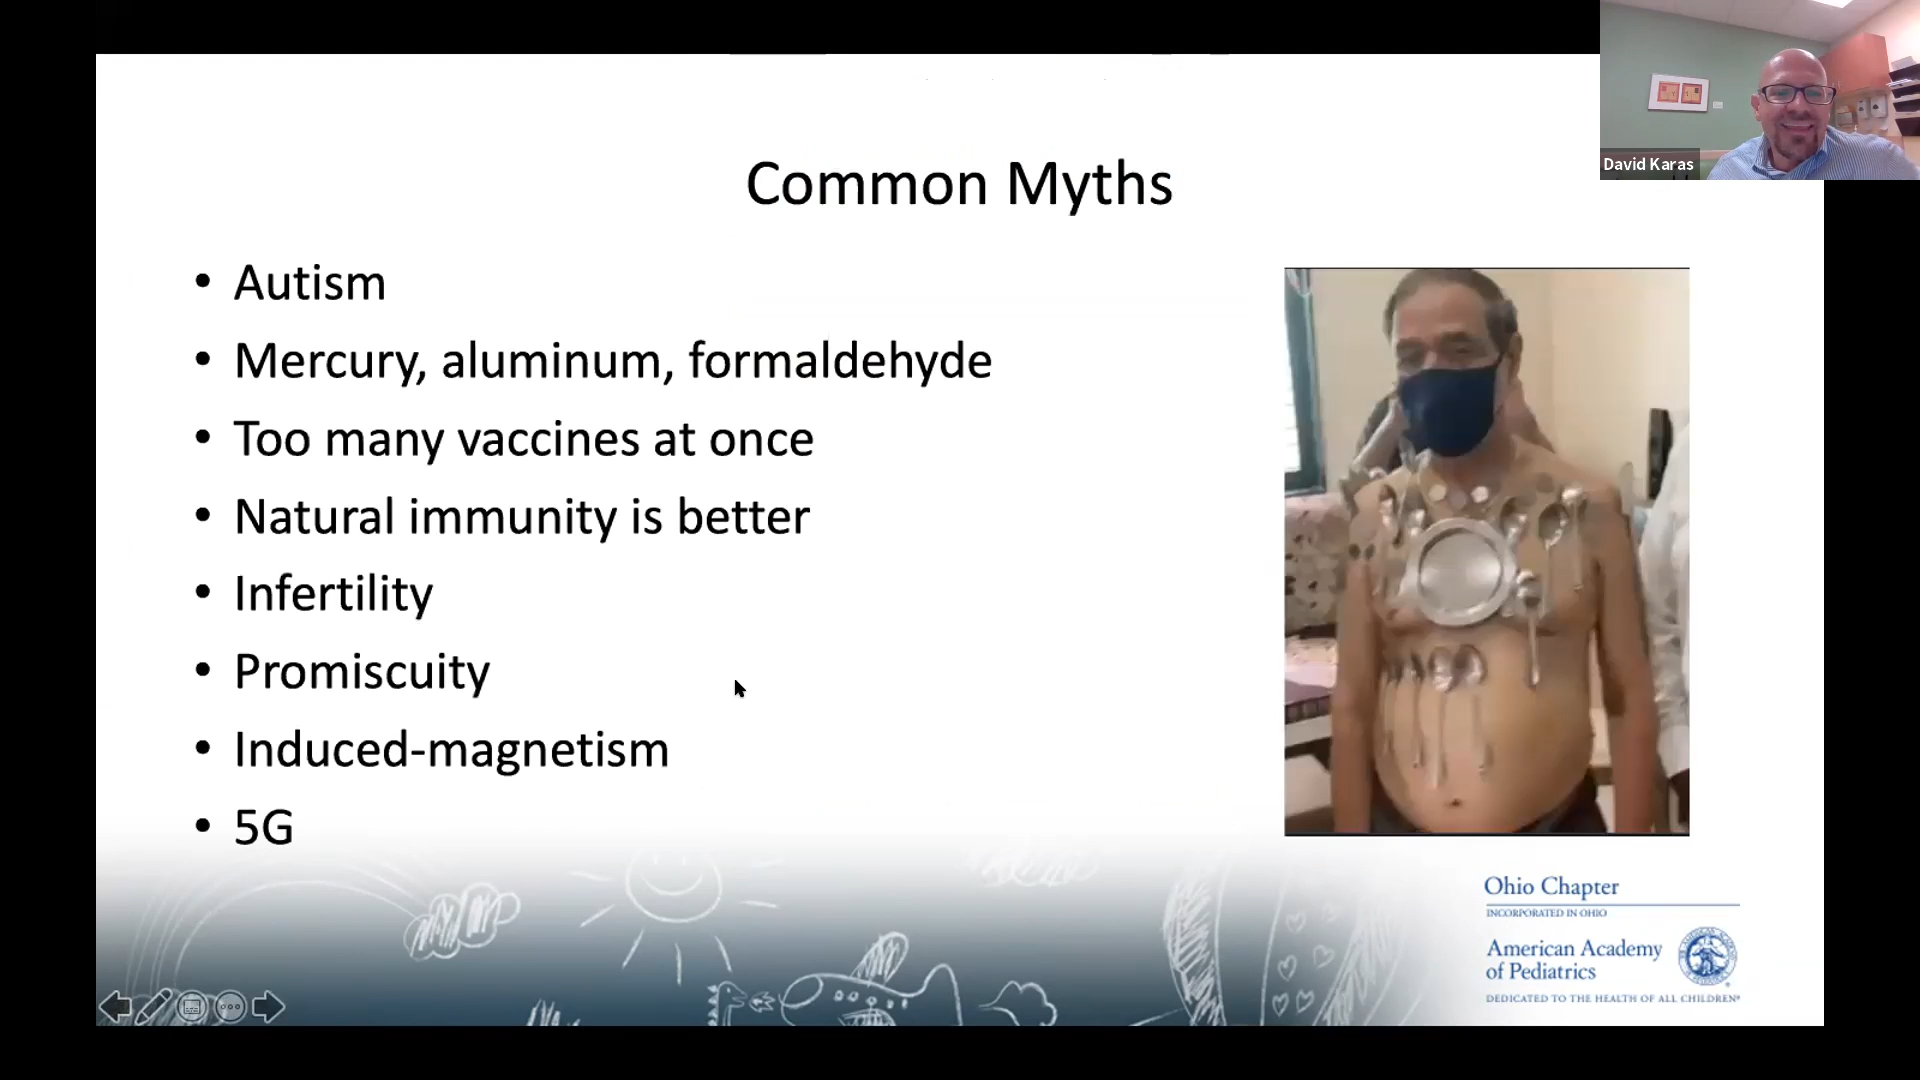 David Karas
Common Myths
• Autism
• Mercury, aluminum, formaldehyde
• Too many vaccines at once
• Natural immunity is better
• Infertility
• Promiscuity
• Induced-magnetism
• 5G
Ohio Chapter
INCORPORATED IN OHIO
American Academy
of Pediatrics
DEDICATED TO THE HEALTH OF ALL CHILDREN®